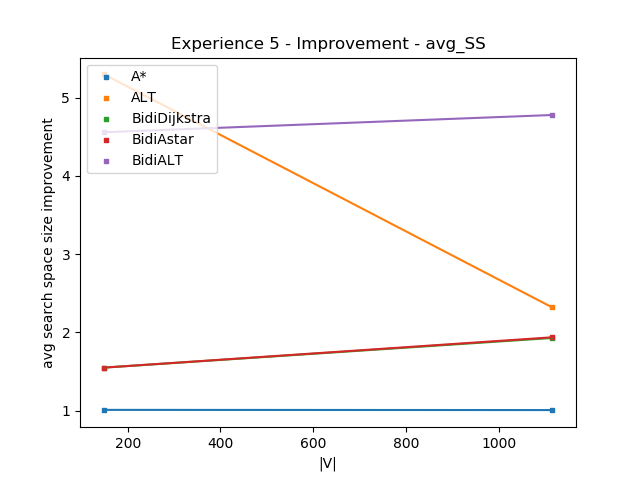 Experience 5 - Improvement - avg_SS
A*
ALT
BidiDijkstra
BidiAstar
BidiALT
avg search space size improvement
5
4
3
2
1
200 400 600 800 1000
|V|